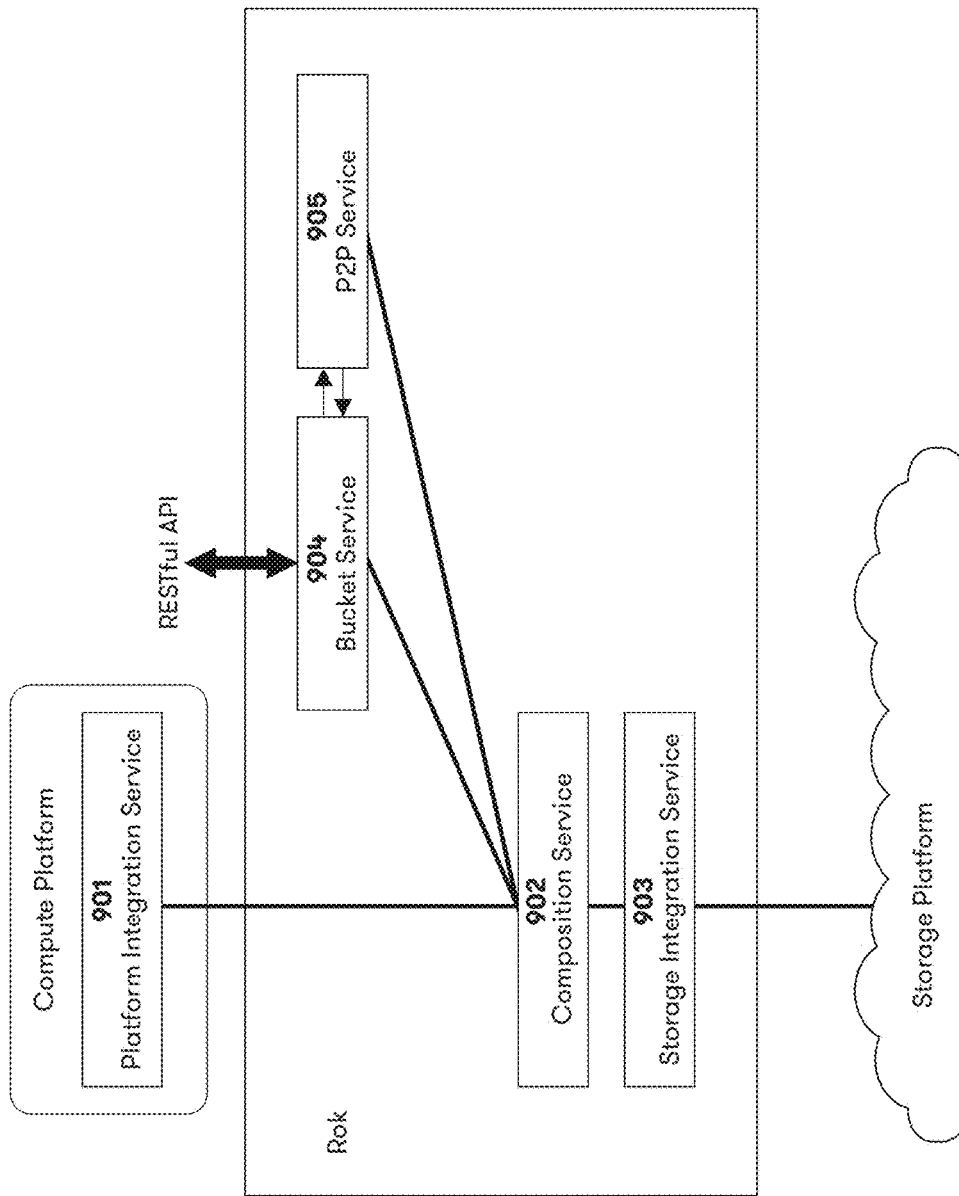 Compute Platform
901
Platform Integration Service
RESTful API
Rok
904
Bucket Service
905
P2P Service
902
Composition Service
903
Storage Integration Service
Storage Platform